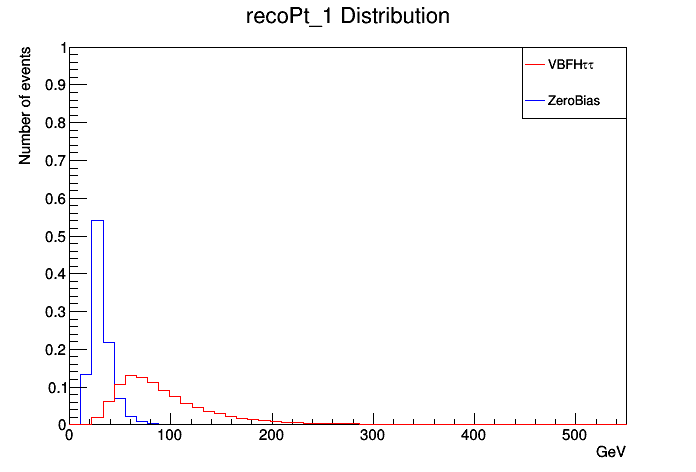 recoPt_1 Distribution
Number of events
1
0.9
0.8
0.7
0.6
0.5
0.4
0.3
0.2
0.1
0
0 100 200 300 400 500
GeV
VBFHττ
ZeroBias